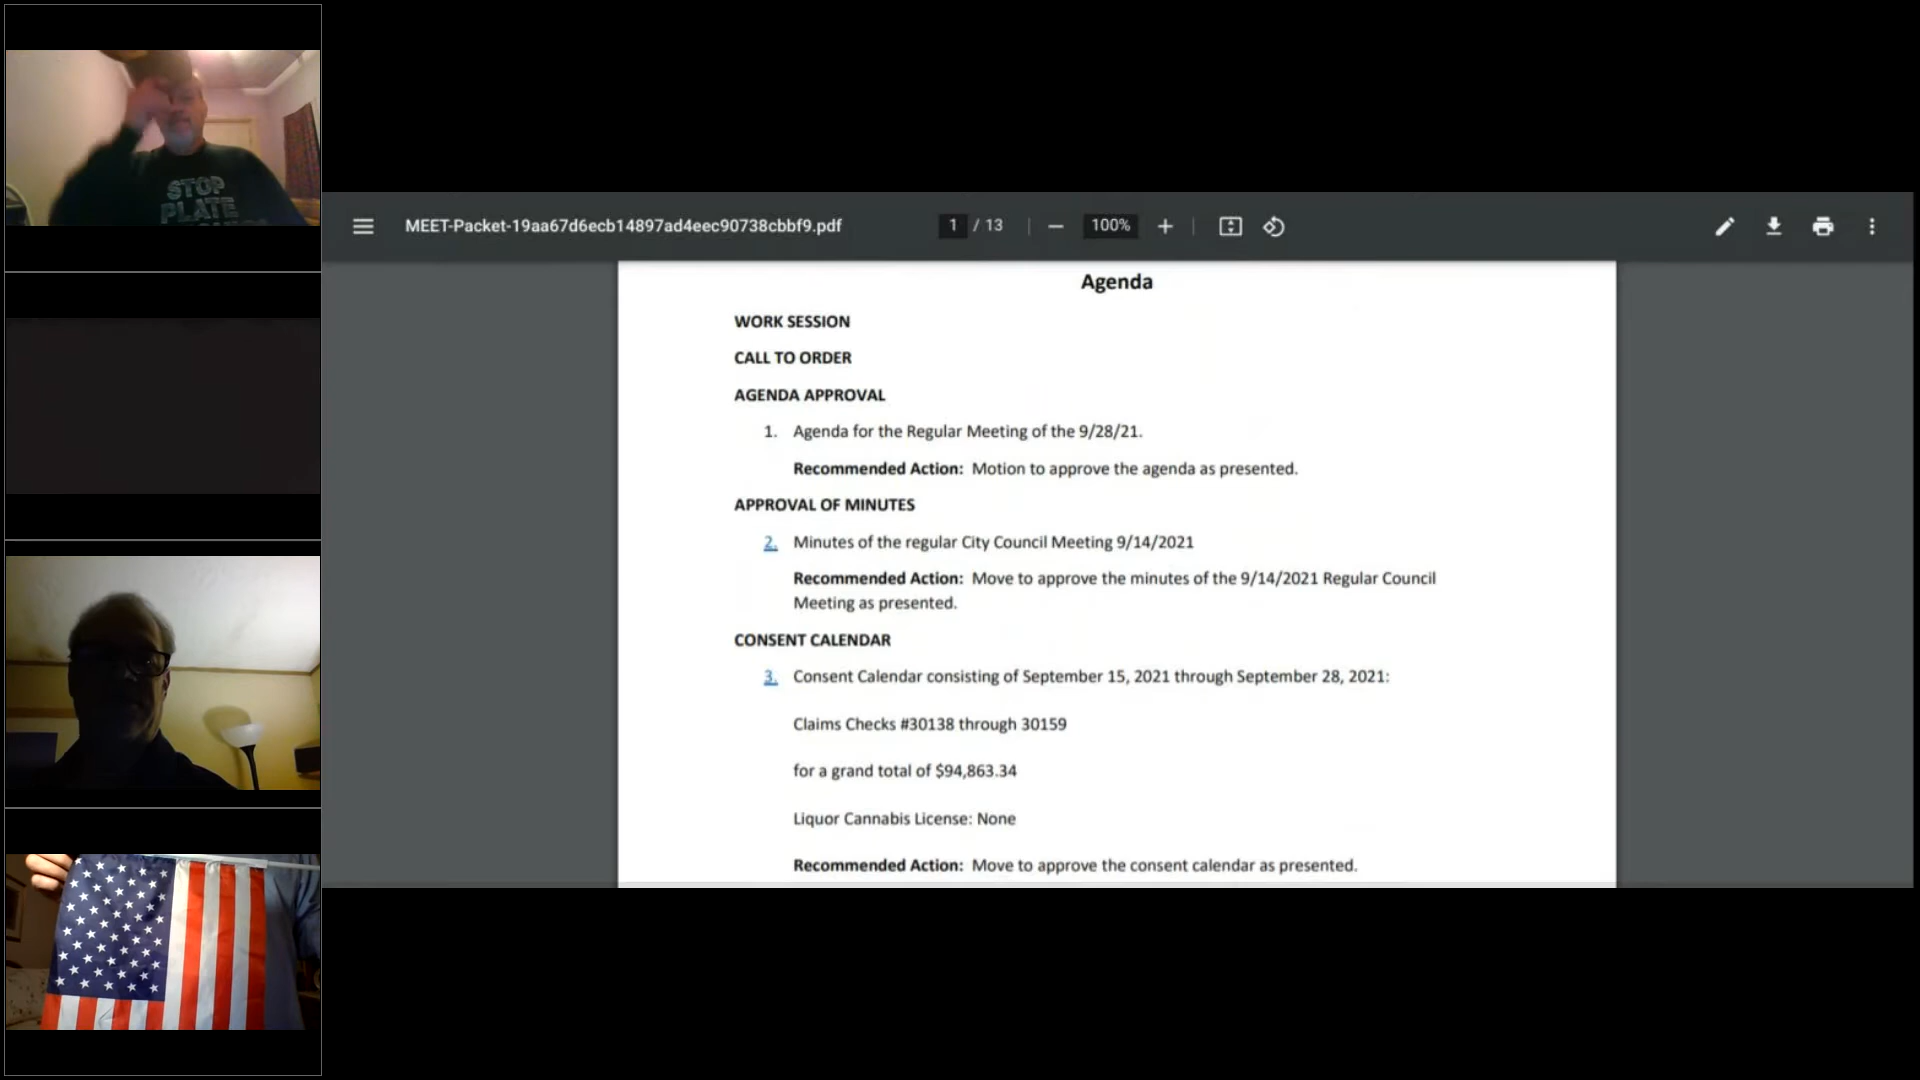 STOP
PLATE
MEET-Packet-19aa67d6ecb14897ad4eec90738cbbf9.pdf
1 / 13
100%
Agenda
WORK SESSION
CALL TO ORDER
AGENDA APPROVAL
1. Agenda for the Regular Meeting of the 9/28/21.
Recommended Action: Motion to approve the agenda as presented.
APPROVAL OF MINUTES
2. Minutes of the regular City Council Meeting 9/14/2021
Recommended Action: Move to approve the minutes of the 9/14/2021 Regular Council
Meeting as presented.
CONSENT CALENDAR
3. Consent Calendar consisting of September 15, 2021 through September 28, 2021:
Claims Checks #30138 through 30159
for a grand total of $94,863.34
Liquor Cannabis License: None
Recommended Action: Move to approve the consent calendar as presented.